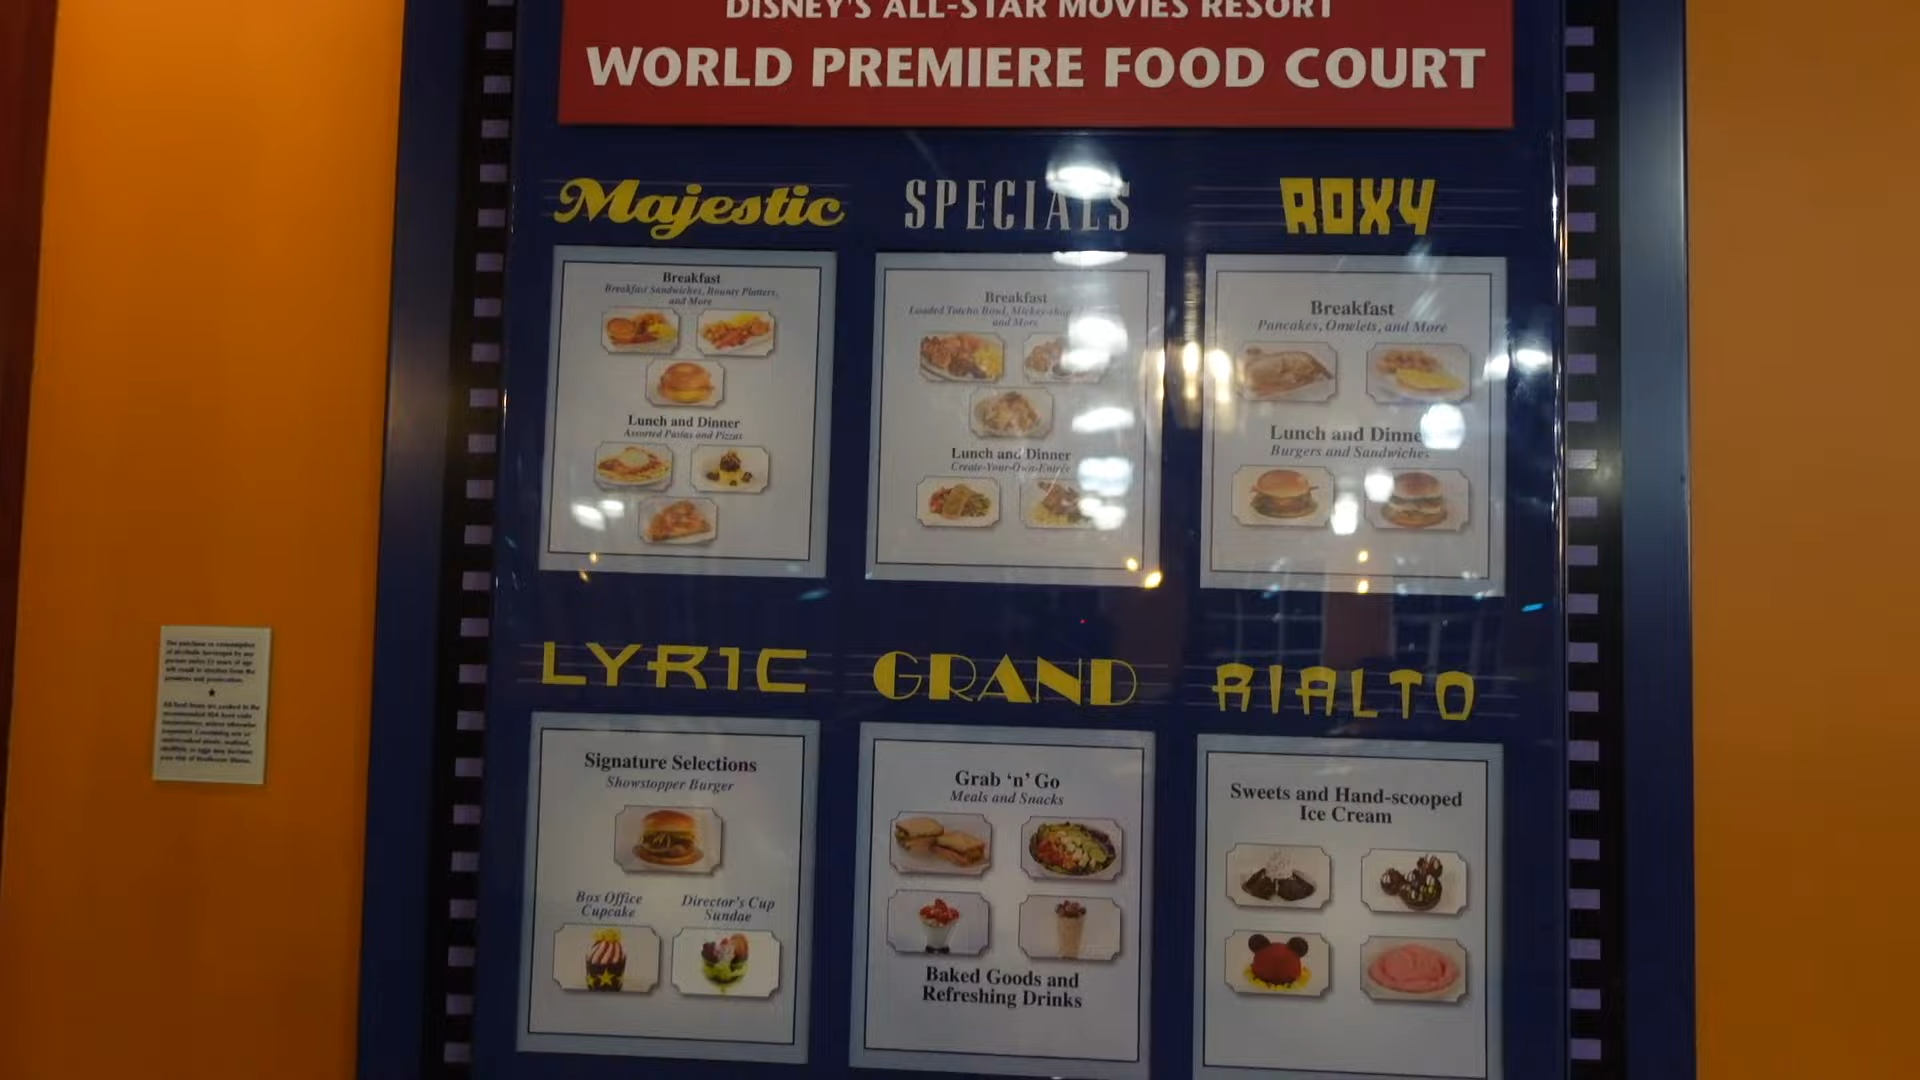 DISNEY'S ALL-STAR MOVIES RESORT
WORLD PREMIERE FOOD COURT
Majestic
Breakfast
Breakfast Sandwiches, Bounty Platters,
and More
Lunch and Dinner
Assorted Pastas and Pizzas
SPECIALS
Breakfast
Loaded Totcho Bowl,
and More
Lunch and Dinner
Create-Your-Own-Entrée
ROXY
Breakfast
Pancakes, Omelets, and More
Lunch and Dinner
Burgers and Sandwiches
LYRIC
Signature Selections
Showstopper Burger
Box Office
Cupcake
Director's Cup
Sundae
GRAND
Grab 'n' Go
Meals and Snacks
Baked Goods and
Refreshing Drinks
RIALTO
Sweets and Hand-scooped
Ice Cream